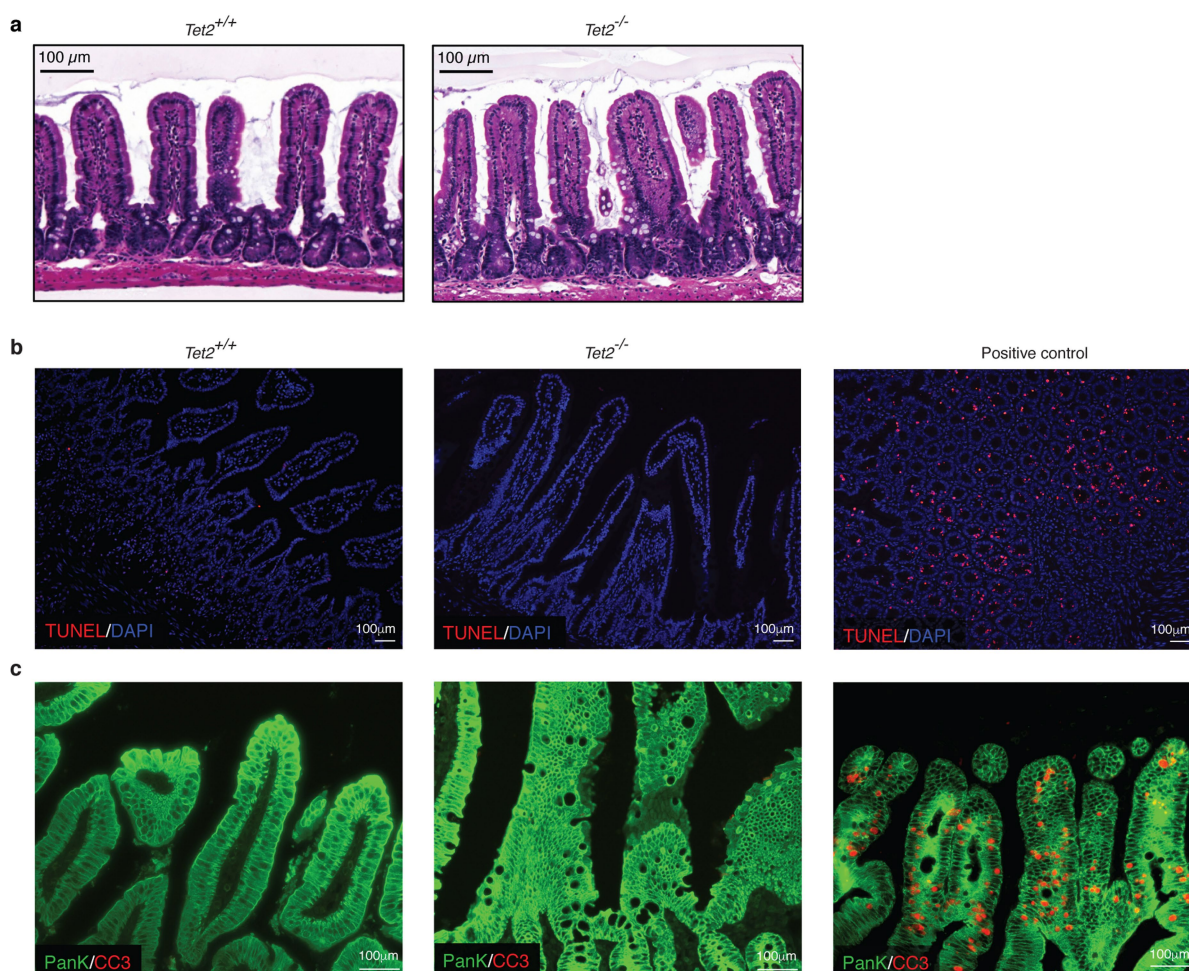 a
Tet2+/+
Tet2-/-
100 µm
100 µm
b
Tet2+/+
Tet2-/-
Positive control
TUNEL/DAPI
100µm
TUNEL/DAPI
100µm
TUNEL/DAPI
100µm
c
PanK/CC3
100µm
PanK/CC3
100µm
PanK/CC3
100µm